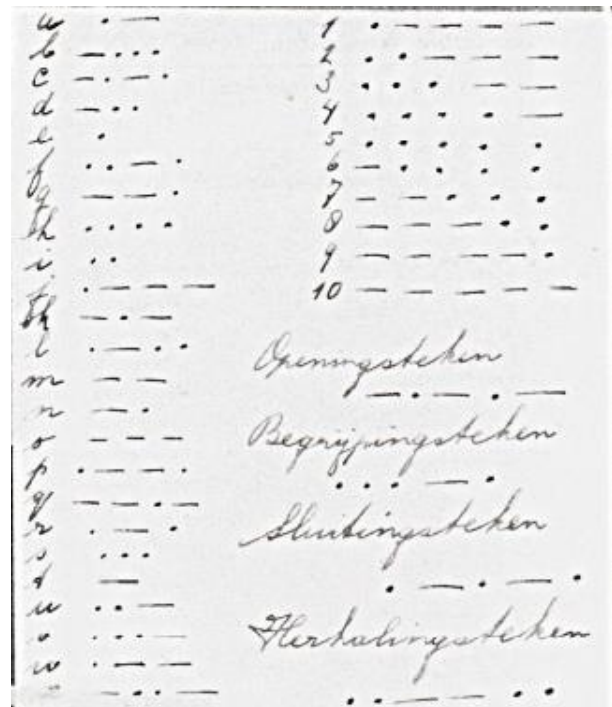 a . —
b — . . .
c — . — .
d — . .
e .
f . . — .
g — — .
h . . . .
i . .
j . — — —
k — . —
l . — . .
m — —
n — .
o — — —
p . — — .
q — — . —
r . — .
s . . .
t —
u . . —
v . . . —
w . — —
— . . —
1 . — — — —
2 . . — — —
3 . . . — —
4 . . . . —
5 . . . . .
6 — . . . .
7 — — . . .
8 — — — . .
9 — — — — .
10 — — — — —
Openingsteken
— . — . —
Begrijpingsteken
. . . — .
Sluitingsteken
. — . — .
Herhalingsteken
. . — — . .